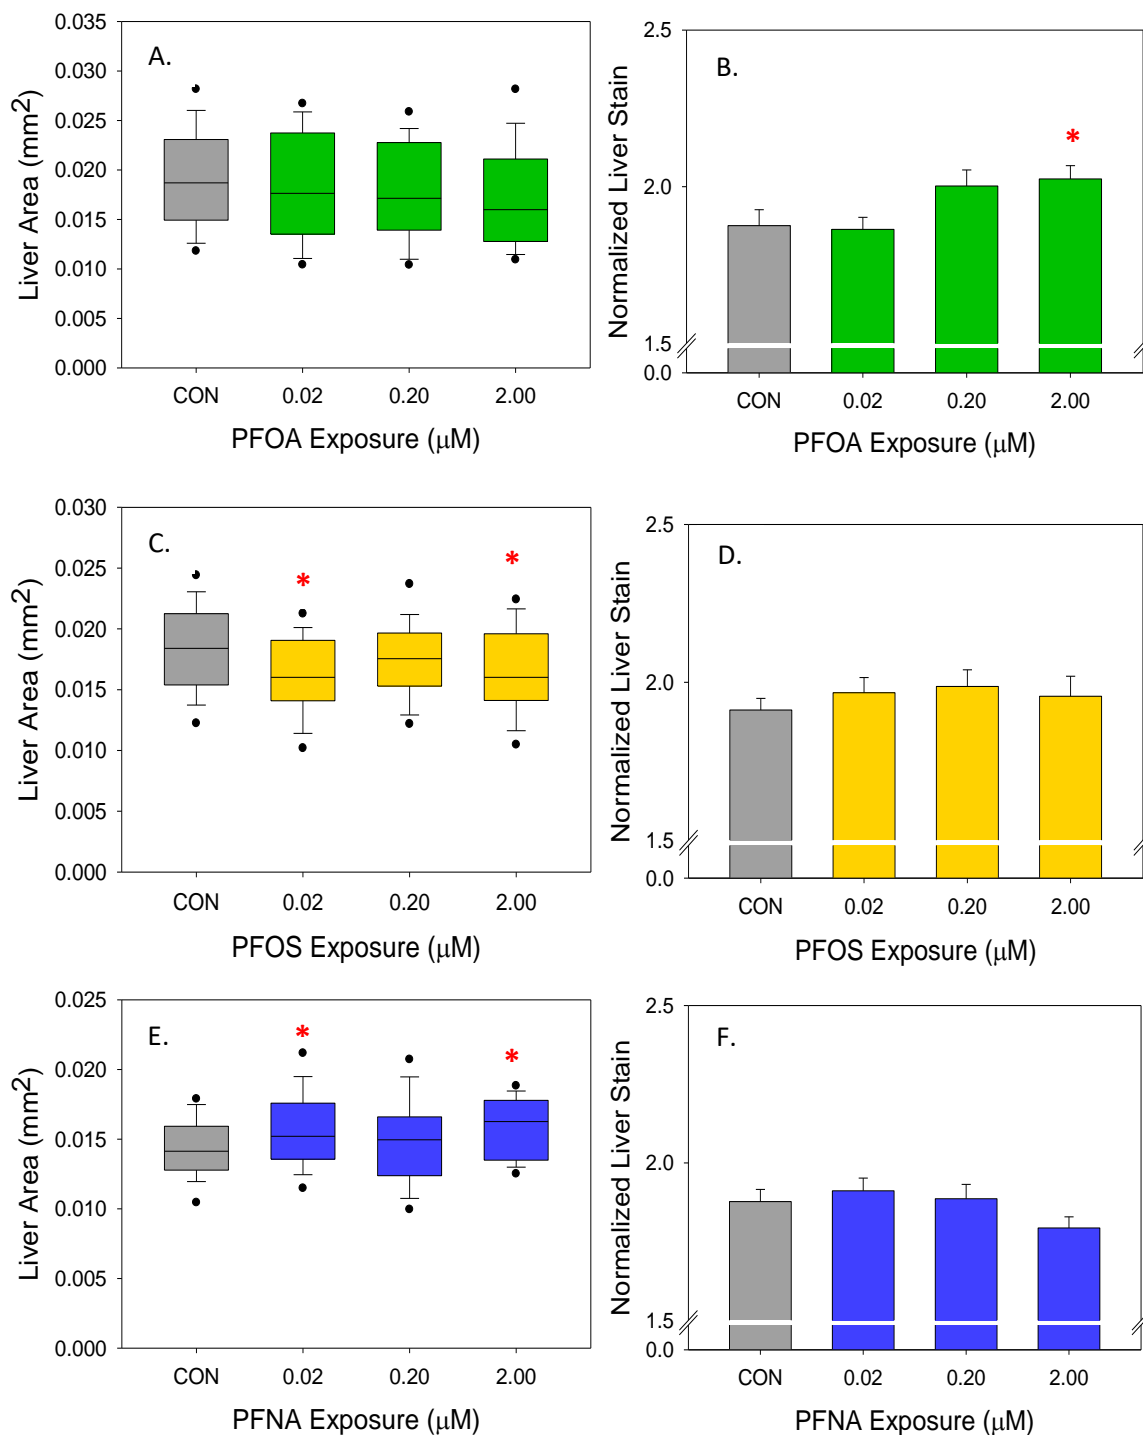 A.
Liver Area (mm2)
0.035
0.030
0.025
0.020
0.015
0.010
0.005
0.000
CON 0.02 0.20 2.00
PFOA Exposure (μM)
B.
Normalized Liver Stain
2.5
2.0
1.5
0.0
*
CON 0.02 0.20 2.00
PFOA Exposure (μM)
C.
Liver Area (mm2)
0.030
0.025
0.020
0.015
0.010
0.005
0.000
* *
CON 0.02 0.20 2.00
PFOS Exposure (μM)
D.
Normalized Liver Stain
2.5
2.0
1.5
0.0
CON 0.02 0.20 2.00
PFOS Exposure (μM)
E.
Liver Area (mm2)
0.025
0.020
0.015
0.010
0.005
0.000
* *
CON 0.02 0.20 2.00
PFNA Exposure (μM)
F.
Normalized Liver Stain
2.5
2.0
1.5
0.0
CON 0.02 0.20 2.00
PFNA Exposure (μM)